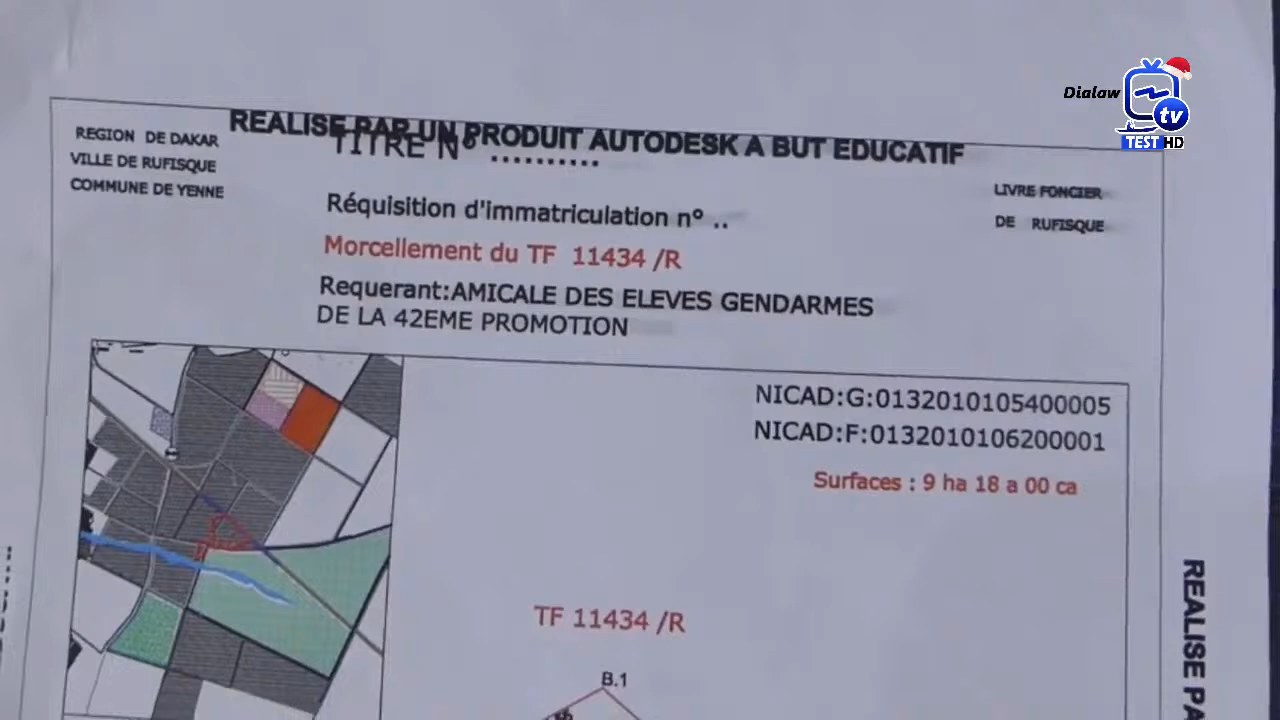 Dialaw
tv
TEST HD
REALISE PAR UN PRODUIT AUTODESK A BUT EDUCATIF
REGION DE DAKAR
VILLE DE RUFISQUE
COMMUNE DE YENNE
TITRE N° ..........
LIVRE FONCIER
DE RUFISQUE
Réquisition d'immatriculation n° ..
Morcellement du TF 11434 /R
Requerant:AMICALE DES ELEVES GENDARMES
DE LA 42EME PROMOTION
NICAD:G:0132010105400005
NICAD:F:0132010106200001
Surfaces : 9 ha 18 a 00 ca
TF 11434 /R
B.1
REALISE PA